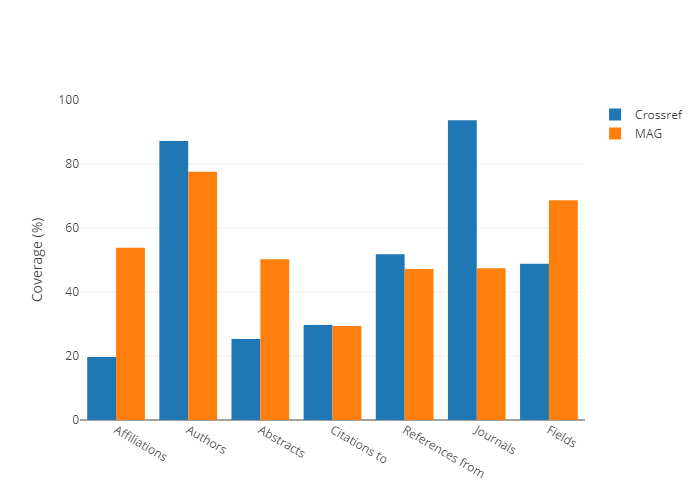 100
80
60
40
20
0
Coverage (%)
Affiliations
Authors
Abstracts
Citations to
References from
Journals
Fields
Crossref
MAG